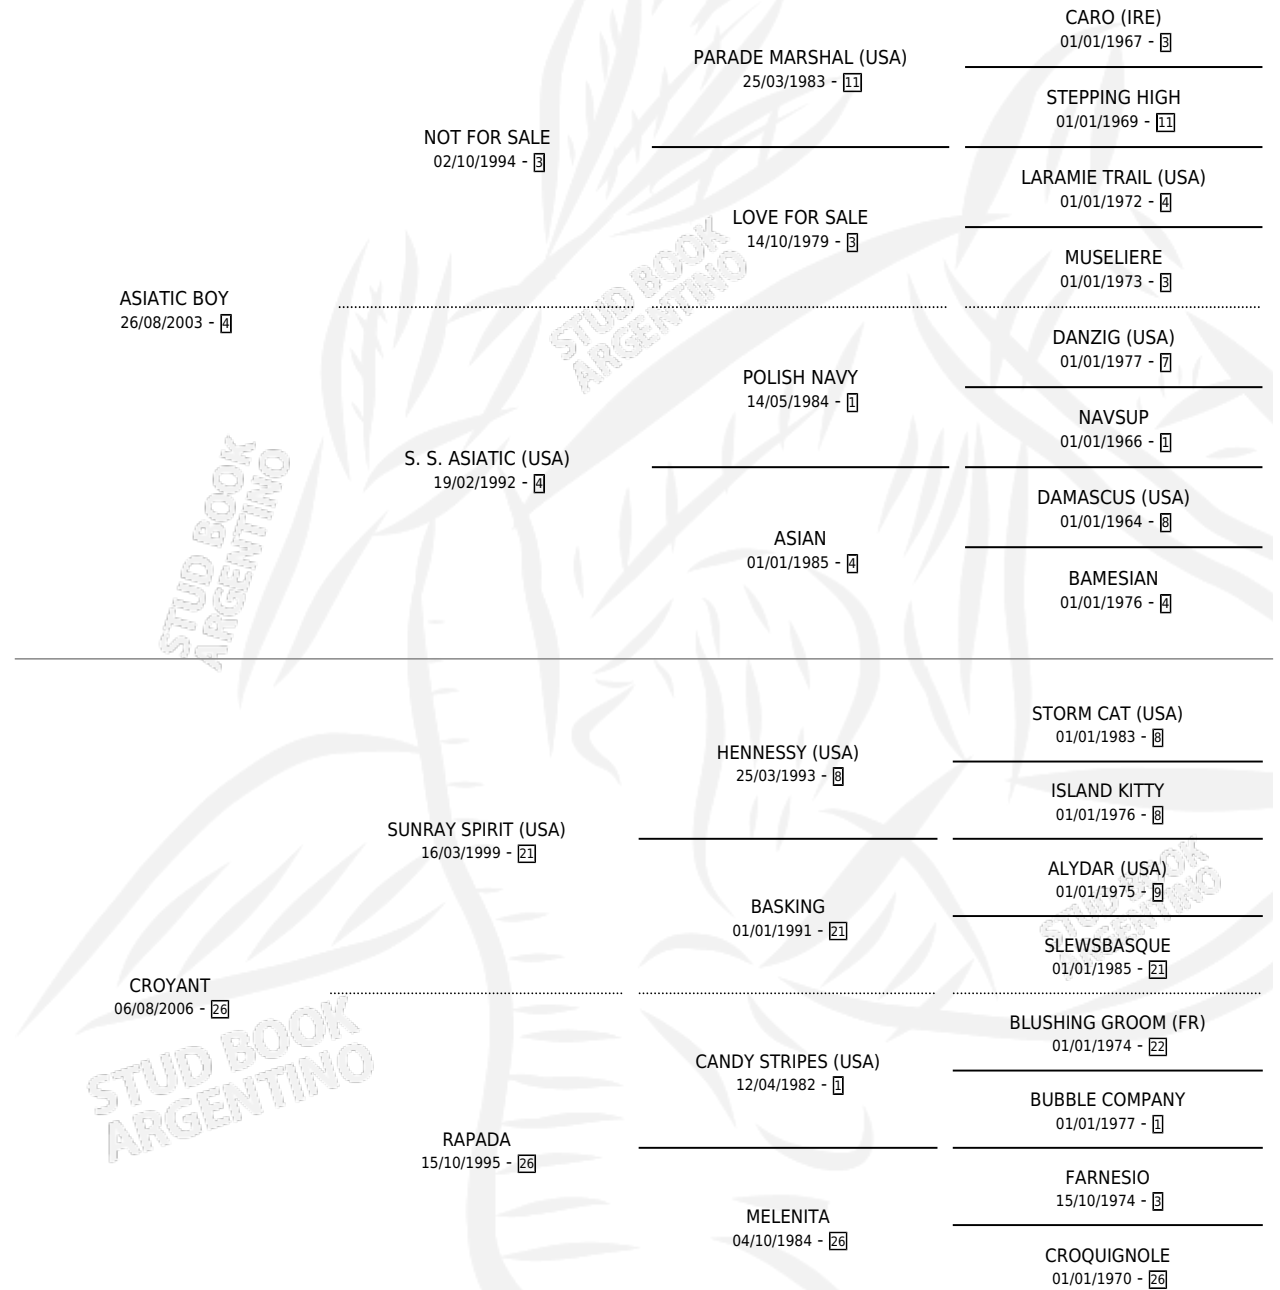 CARO (IRE)
01/01/1967 - 3
PARADE MARSHAL (USA)
25/03/1983 - 11
STEPPING HIGH
01/01/1969 - 11
NOT FOR SALE
02/10/1994 - 3
LARAMIE TRAIL (USA)
01/01/1972 - 4
LOVE FOR SALE
14/10/1979 - 3
MUSELIERE
01/01/1973 - 3
ASIATIC BOY
26/08/2003 - 4
DANZIG (USA)
01/01/1977 - 7
POLISH NAVY
14/05/1984 - 1
NAVSUP
01/01/1966 - 1
S. S. ASIATIC (USA)
19/02/1992 - 4
DAMASCUS (USA)
01/01/1964 - 8
ASIAN
01/01/1985 - 4
BAMESIAN
01/01/1976 - 4
STORM CAT (USA)
01/01/1983 - 8
HENNESSY (USA)
25/03/1993 - 8
ISLAND KITTY
01/01/1976 - 8
SUNRAY SPIRIT (USA)
16/03/1999 - 21
ALYDAR (USA)
01/01/1975 - 9
BASKING
01/01/1991 - 21
SLEWSBASQUE
01/01/1985 - 21
CROYANT
06/08/2006 - 26
BLUSHING GROOM (FR)
01/01/1974 - 22
CANDY STRIPES (USA)
12/04/1982 - 1
BUBBLE COMPANY
01/01/1977 - 1
RAPADA
15/10/1995 - 26
FARNESIO
15/10/1974 - 3
MELENITA
04/10/1984 - 26
CROQUIGNOLE
01/01/1970 - 26
STUD BOOK
ARGENTINO
STUD BOOK
ARGENTINO
STUD BOOK
ARGENTINO
STUD BOOK
ARGENTINO